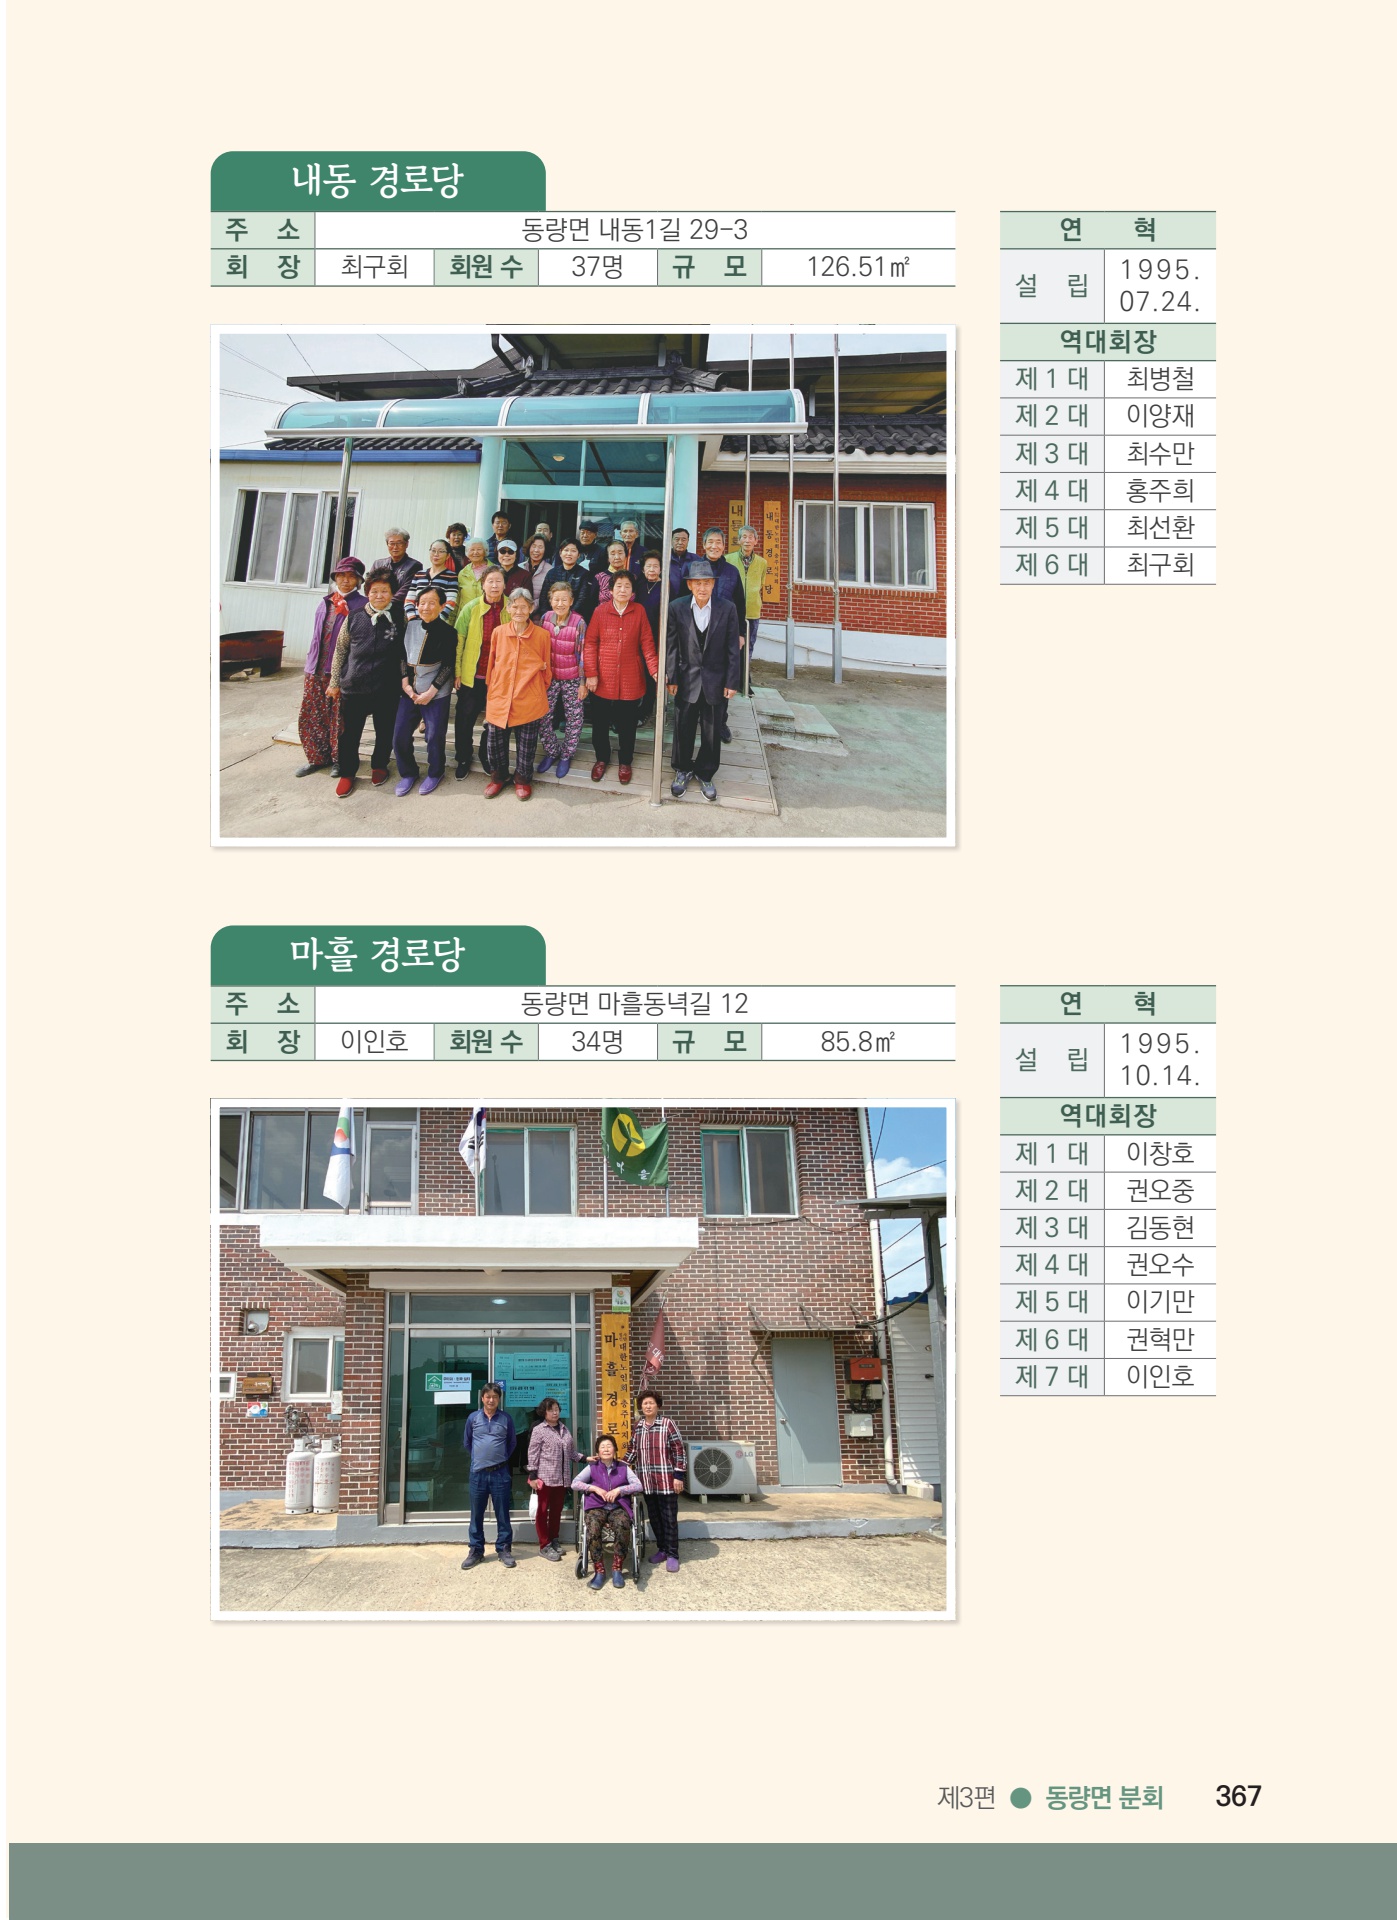 내동 경로당
주 소 동량면 내동1길 29-3
회 장 최구회 회원 수 37명 규 모 126.51㎡
연 혁
설 립 1995. 07.24.
역대회장
제 1 대 최병철
제 2 대 이양재
제 3 대 최수만
제 4 대 홍주희
제 5 대 최선환
제 6 대 최구회
내동회
내동경로당
마흘 경로당
주 소 동량면 마흘동녁길 12
회 장 이인호 회원 수 34명 규 모 85.8㎡
연 혁
설 립 1995. 10.14.
역대회장
제 1 대 이창호
제 2 대 권오중
제 3 대 김동현
제 4 대 권오수
제 5 대 이기만
제 6 대 권혁만
제 7 대 이인호
마을
대한노인회 충주시지회
마흘경로
LG
제3편 ● 동량면 분회 367